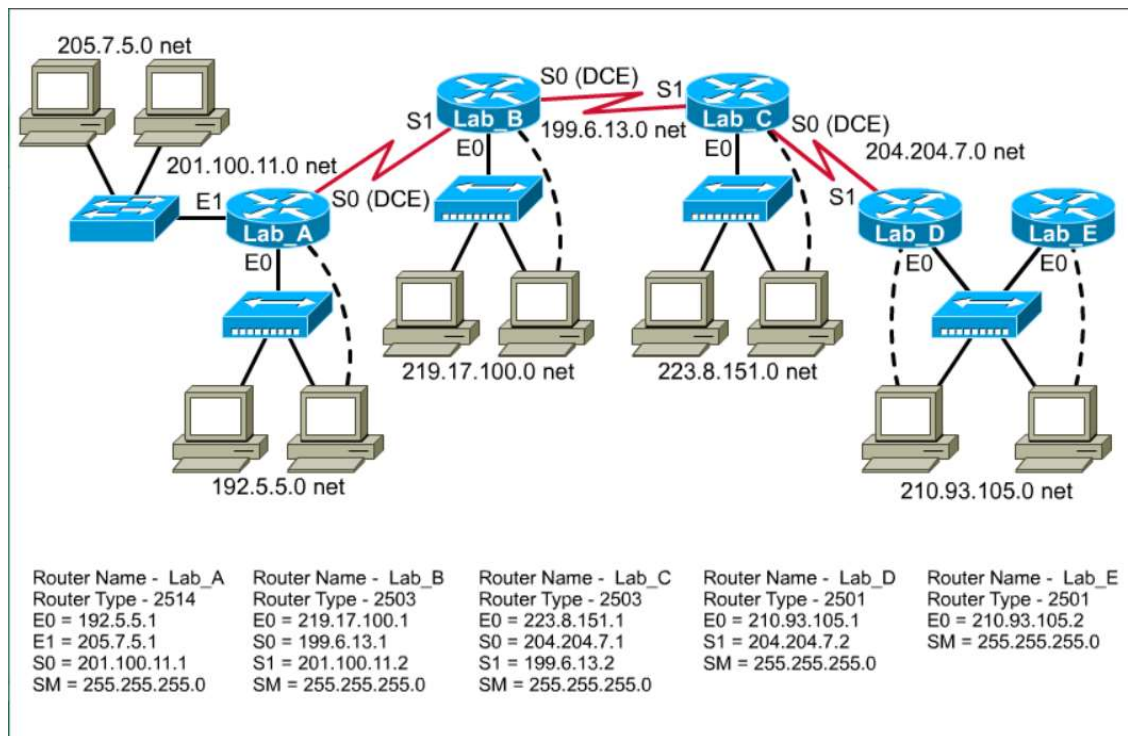 205.7.5.0 net
S0 (DCE)
S1
Lab_B
S1
Lab_C
199.6.13.0 net
S0 (DCE)
204.204.7.0 net
E0
E0
201.100.11.0 net
S0 (DCE)
S1
E1
Lab_A
Lab_D
Lab_E
E0
E0
E0
219.17.100.0 net
223.8.151.0 net
192.5.5.0 net
210.93.105.0 net
Router Name - Lab_A
Router Type - 2514
E0 = 192.5.5.1
E1 = 205.7.5.1
S0 = 201.100.11.1
SM = 255.255.255.0
Router Name - Lab_B
Router Type - 2503
E0 = 219.17.100.1
S0 = 199.6.13.1
S1 = 201.100.11.2
SM = 255.255.255.0
Router Name - Lab_C
Router Type - 2503
E0 = 223.8.151.1
S0 = 204.204.7.1
S1 = 199.6.13.2
SM = 255.255.255.0
Router Name - Lab_D
Router Type - 2501
E0 = 210.93.105.1
S1 = 204.204.7.2
SM = 255.255.255.0
Router Name - Lab_E
Router Type - 2501
E0 = 210.93.105.2
SM = 255.255.255.0